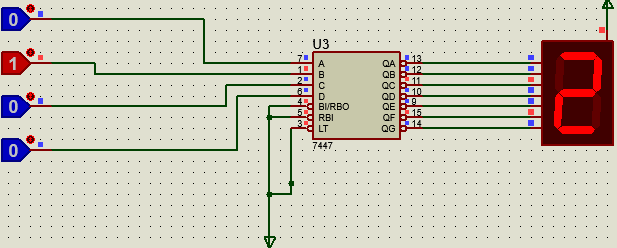 0
1
0
0
U3
7 A QA 13
1 B QB 12
2 C QC 11
6 D QD 10
4 BI/RBO QE 9
5 RBI QF 15
3 LT QG 14
7447
2